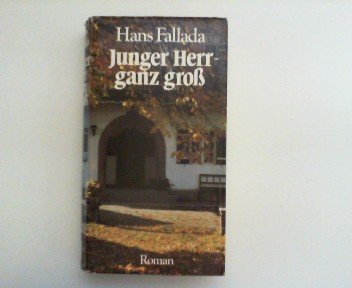 Hans Fallada
Junger Herr-
ganz groß
Roman